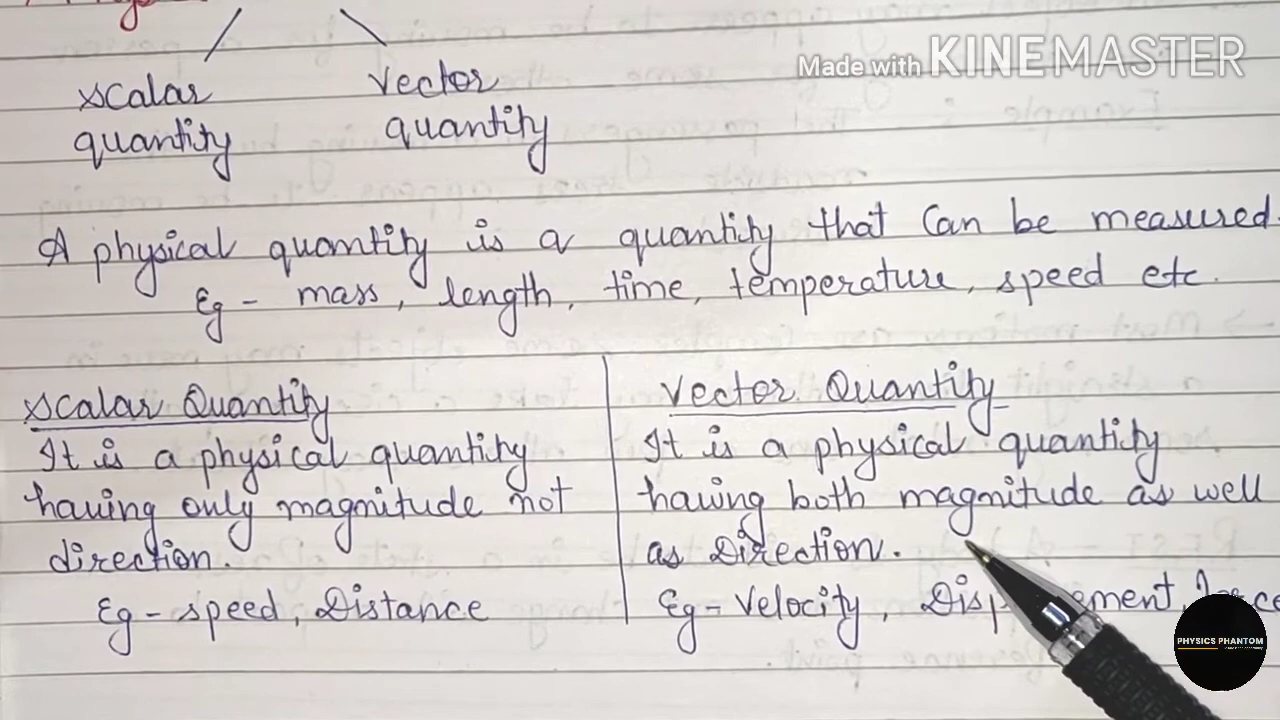 Made with KINEMASTER
scalar
quantity
vector
quantity
A physical quantity is a quantity that can be measured.
Eg - mass, length, time, temperature, speed etc.
Scalar Quantity
It is a physical quantity
having only magnitude not
direction.
Eg - speed, Distance
Vector Quantity
It is a physical quantity
having both magnitude as well
as Direction.
Eg - Velocity,
PHYSICS PHANTOM